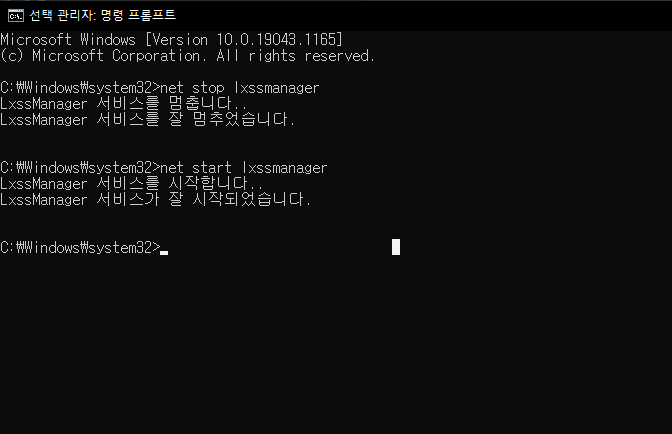 선택 관리자: 명령 프롬프트
Microsoft Windows [Version 10.0.19043.1165]
(c) Microsoft Corporation. All rights reserved.
C:₩Windows₩system32>net stop lxssmanager
LxssManager 서비스를 멈춥니다..
LxssManager 서비스를 잘 멈추었습니다.
C:₩Windows₩system32>net start lxssmanager
LxssManager 서비스를 시작합니다..
LxssManager 서비스가 잘 시작되었습니다.
C:₩Windows₩system32>